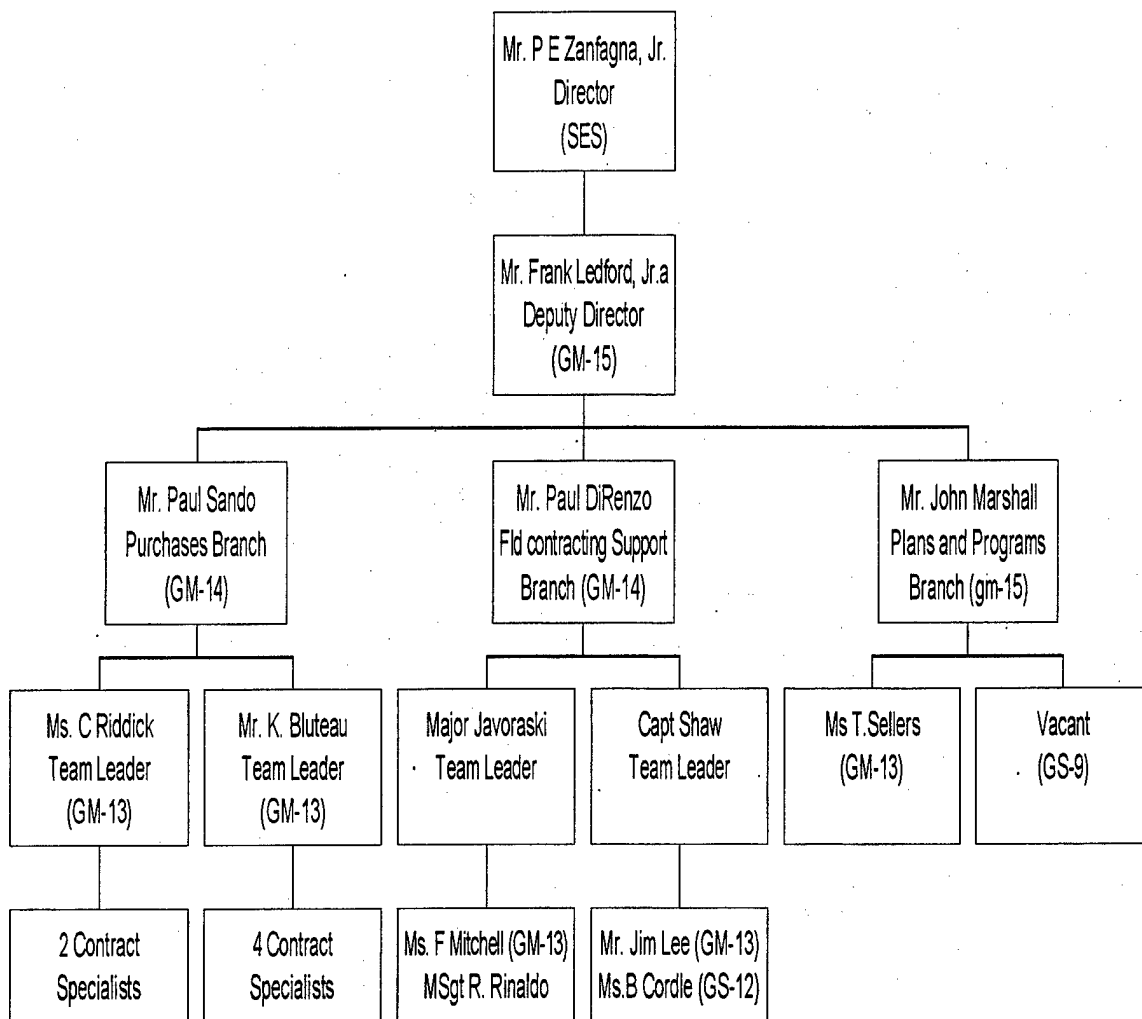 Mr. P E Zanfagna, Jr.
Director
(SES)
Mr. Frank Ledford, Jr.a
Deputy Director
(GM-15)
Mr. Paul Sando
Purchases Branch
(GM-14)
Mr. Paul DiRenzo
Fld contracting Support
Branch (GM-14)
Mr. John Marshall
Plans and Programs
Branch (gm-15)
Ms. C Riddick
Team Leader
(GM-13)
Mr. K. Bluteau
Team Leader
(GM-13)
Major Javoraski
Team Leader
Capt Shaw
Team Leader
Ms T.Sellers
(GM-13)
Vacant
(GS-9)
2 Contract
Specialists
4 Contract
Specialists
Ms. F Mitchell (GM-13)
MSgt R. Rinaldo
Mr. Jim Lee (GM-13)
Ms.B Cordle (GS-12)